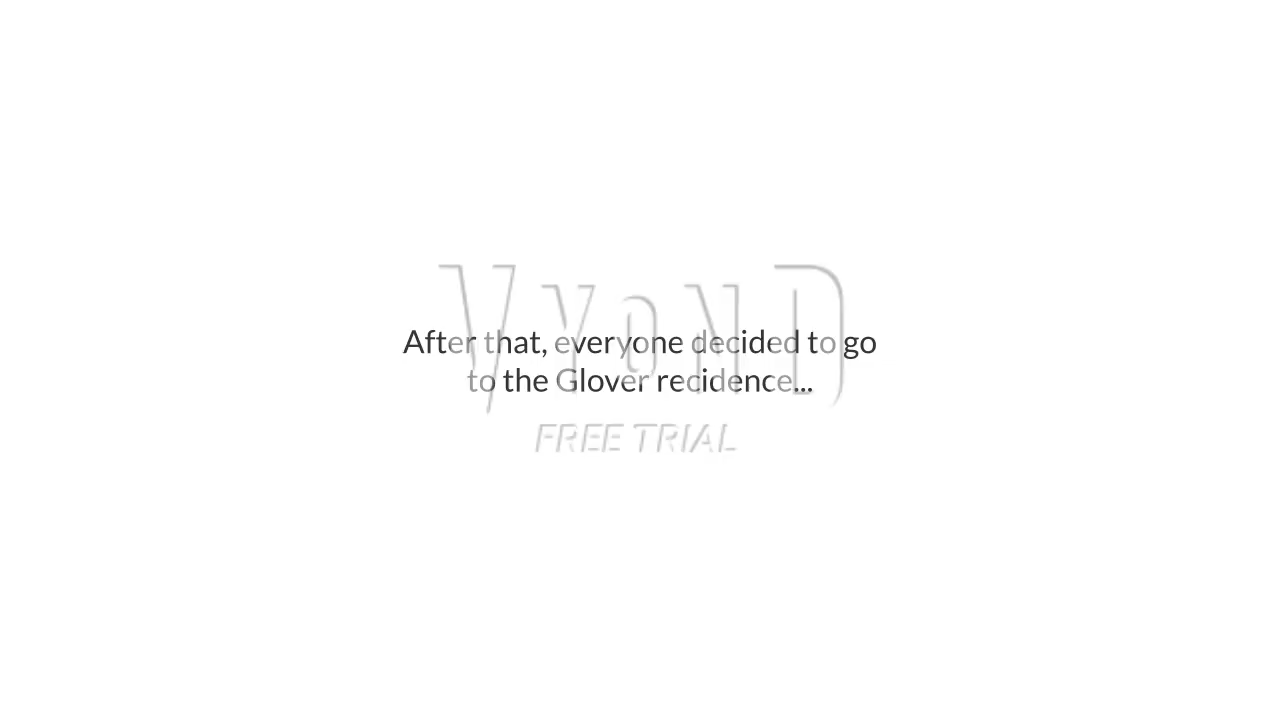 After that, everyone decided to go
to the Glover recidence...
VYOND
FREE TRIAL